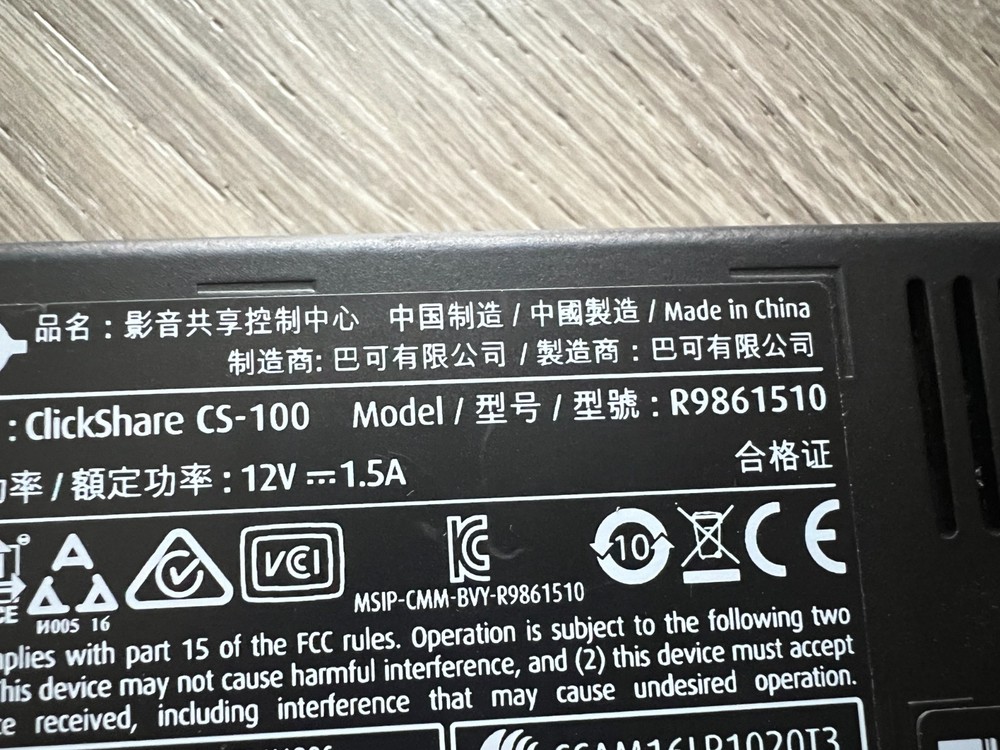 品名：影音共享控制中心 中国制造 / 中國製造 / Made in China
制造商: 巴可有限公司 / 製造商：巴可有限公司
: ClickShare CS-100 Model / 型号 / 型號 : R9861510
率 / 額定功率 : 12V ⎓ 1.5A
合格证
VCI
10
CE
И005 16
MSIP-CMM-BVY-R9861510
with part 15 of the FCC rules. Operation is subject to the following two
this device may not cause harmful interference, and (2) this device must accept
received, including interference that may cause undesired operation.